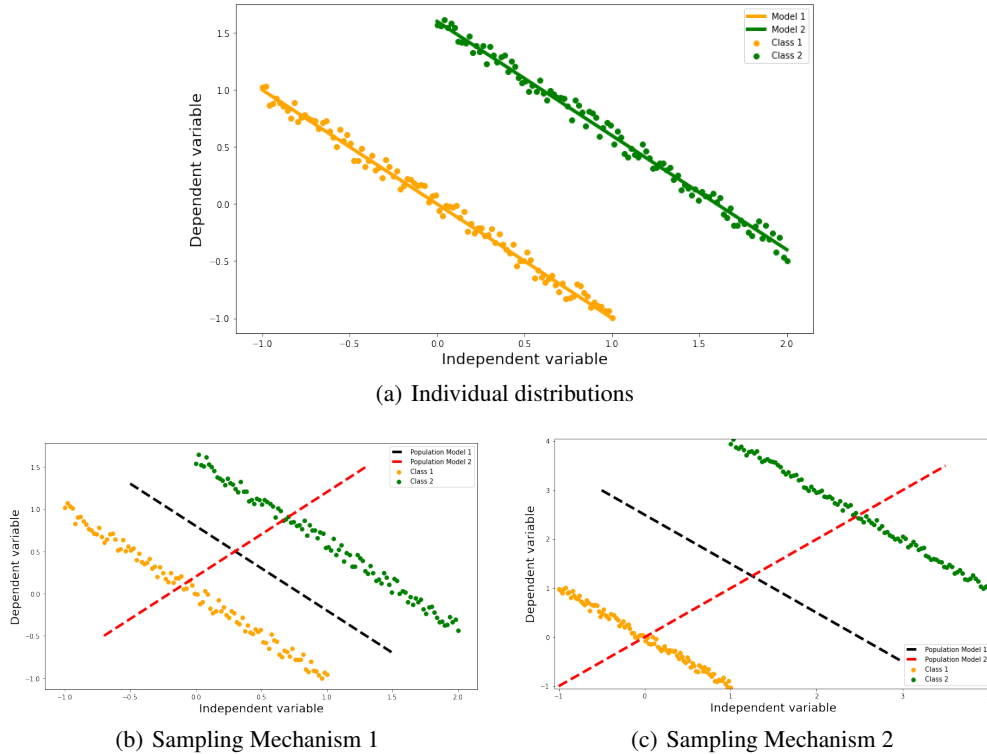 Model 1
Model 2
Class 1
Class 2
1.5
1.0
0.5
0.0
−0.5
−1.0
Dependent variable
−1.0 −0.5 0.0 0.5 1.0 1.5 2.0
Independent variable
(a) Individual distributions
Population Model 1
Population Model 2
Class 1
Class 2
1.5
1.0
0.5
0.0
−0.5
−1.0
Dependent variable
−1.0 −0.5 0.0 0.5 1.0 1.5 2.0
Independent variable
(b) Sampling Mechanism 1
4
3
2
1
0
−1
Dependent variable
Population Model 1
Population Model 2
Class 1
Class 2
−1 0 1 2 3
Independent variable
(c) Sampling Mechanism 2